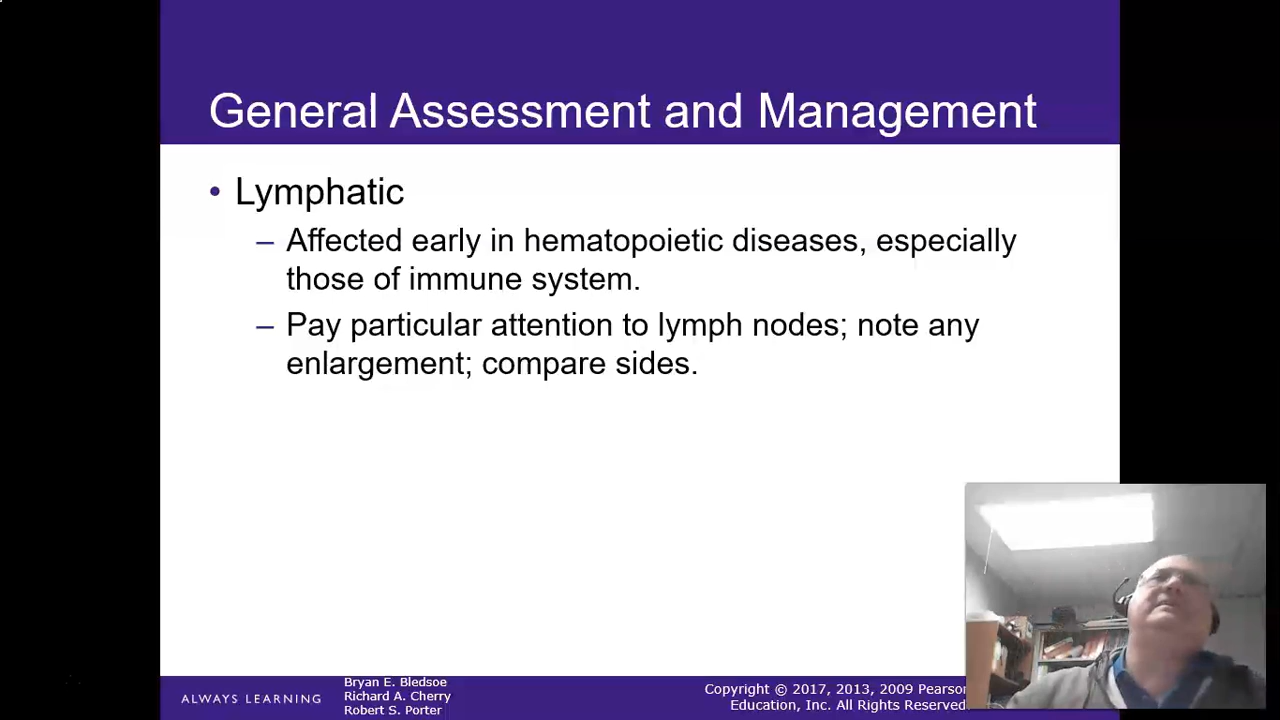 General Assessment and Management
• Lymphatic
– Affected early in hematopoietic diseases, especially
those of immune system.
– Pay particular attention to lymph nodes; note any
enlargement; compare sides.
ALWAYS LEARNING
Bryan E. Bledsoe
Richard A. Cherry
Robert S. Porter
Copyright © 2017, 2013, 2009 Pearson
Education, Inc. All Rights Reserved.